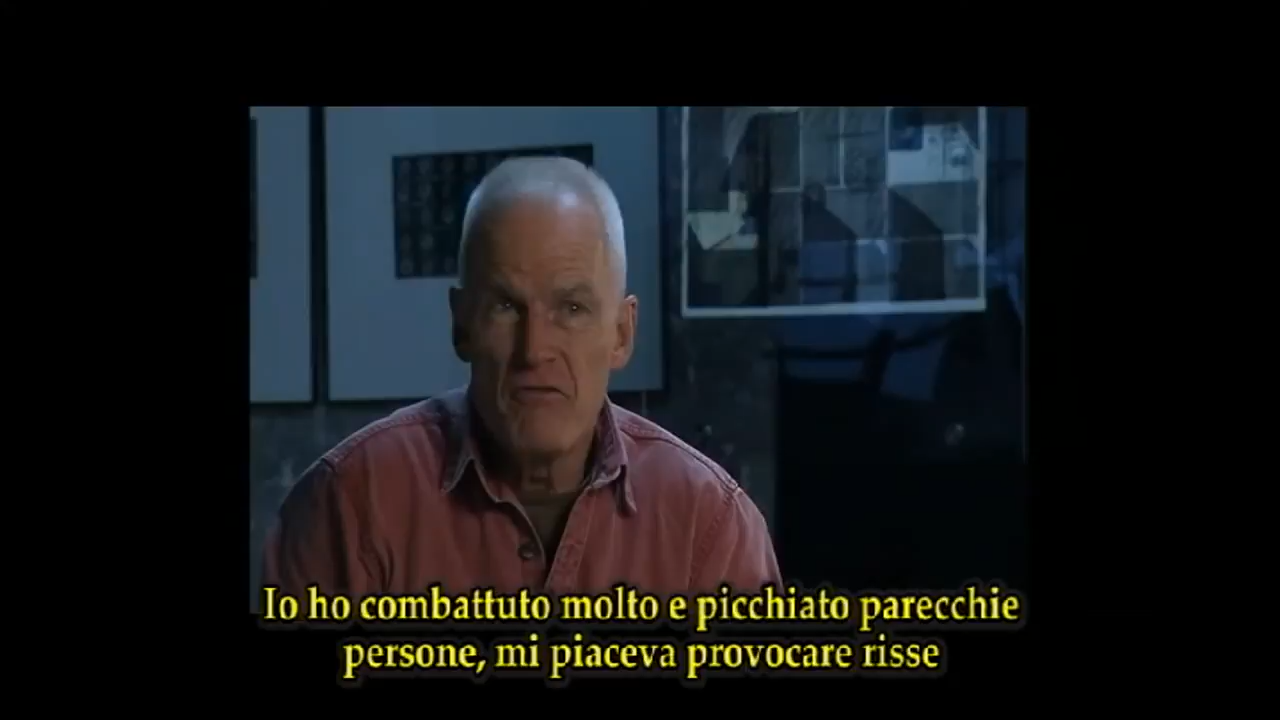 Io ho combattuto molto e picchiato parecchie
persone, mi piaceva provocare risse